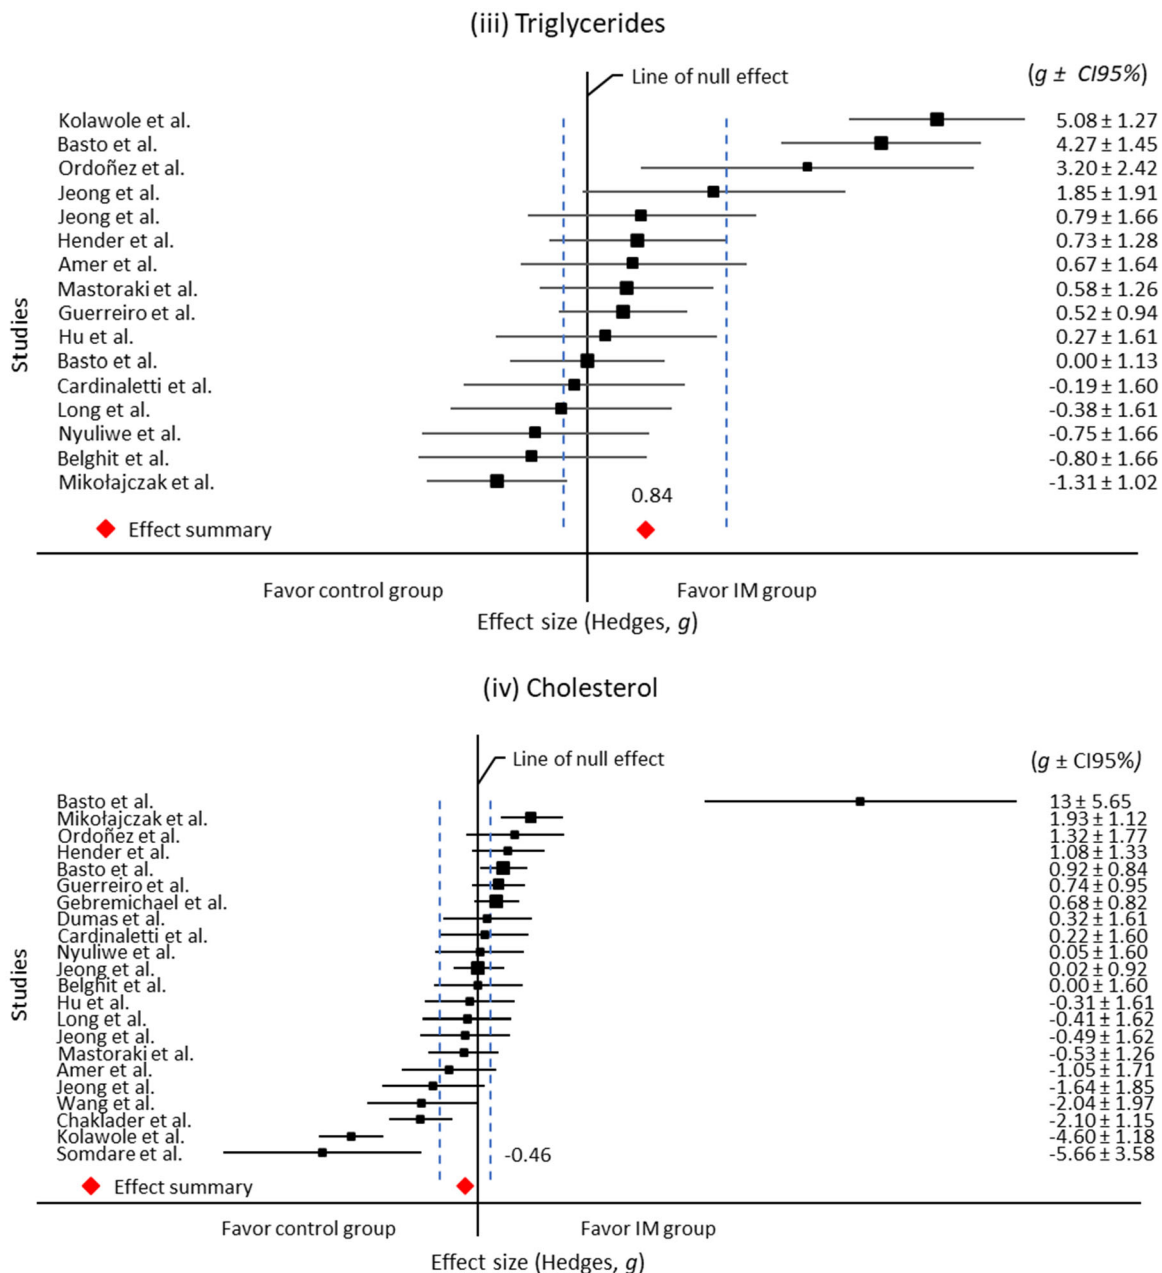 (iii) Triglycerides
Line of null effect
(g ± CI95%)
Studies
Kolawole et al. 5.08 ± 1.27
Basto et al. 4.27 ± 1.45
Ordoñez et al. 3.20 ± 2.42
Jeong et al. 1.85 ± 1.91
Jeong et al. 0.79 ± 1.66
Hender et al. 0.73 ± 1.28
Amer et al. 0.67 ± 1.64
Mastoraki et al. 0.58 ± 1.26
Guerreiro et al. 0.52 ± 0.94
Hu et al. 0.27 ± 1.61
Basto et al. 0.00 ± 1.13
Cardinaletti et al. -0.19 ± 1.60
Long et al. -0.38 ± 1.61
Nyuliwe et al. -0.75 ± 1.66
Belghit et al. -0.80 ± 1.66
Mikołajczak et al. -1.31 ± 1.02
0.84
Effect summary
Favor control group Favor IM group
Effect size (Hedges, g)
(iv) Cholesterol
Line of null effect
(g ± CI95%)
Studies
Basto et al. 13 ± 5.65
Mikołajczak et al. 1.93 ± 1.12
Ordoñez et al. 1.32 ± 1.77
Hender et al. 1.08 ± 1.33
Basto et al. 0.92 ± 0.84
Guerreiro et al. 0.74 ± 0.95
Gebremichael et al. 0.68 ± 0.82
Dumas et al. 0.32 ± 1.61
Cardinaletti et al. 0.22 ± 1.60
Nyuliwe et al. 0.05 ± 1.60
Jeong et al. 0.02 ± 0.92
Belghit et al. 0.00 ± 1.60
Hu et al. -0.31 ± 1.61
Long et al. -0.41 ± 1.62
Jeong et al. -0.49 ± 1.62
Mastoraki et al. -0.53 ± 1.26
Amer et al. -1.05 ± 1.71
Jeong et al. -1.64 ± 1.85
Wang et al. -2.04 ± 1.97
Chaklader et al. -2.10 ± 1.15
Kolawole et al. -4.60 ± 1.18
Somdare et al. -5.66 ± 3.58
-0.46
Effect summary
Favor control group Favor IM group
Effect size (Hedges, g)